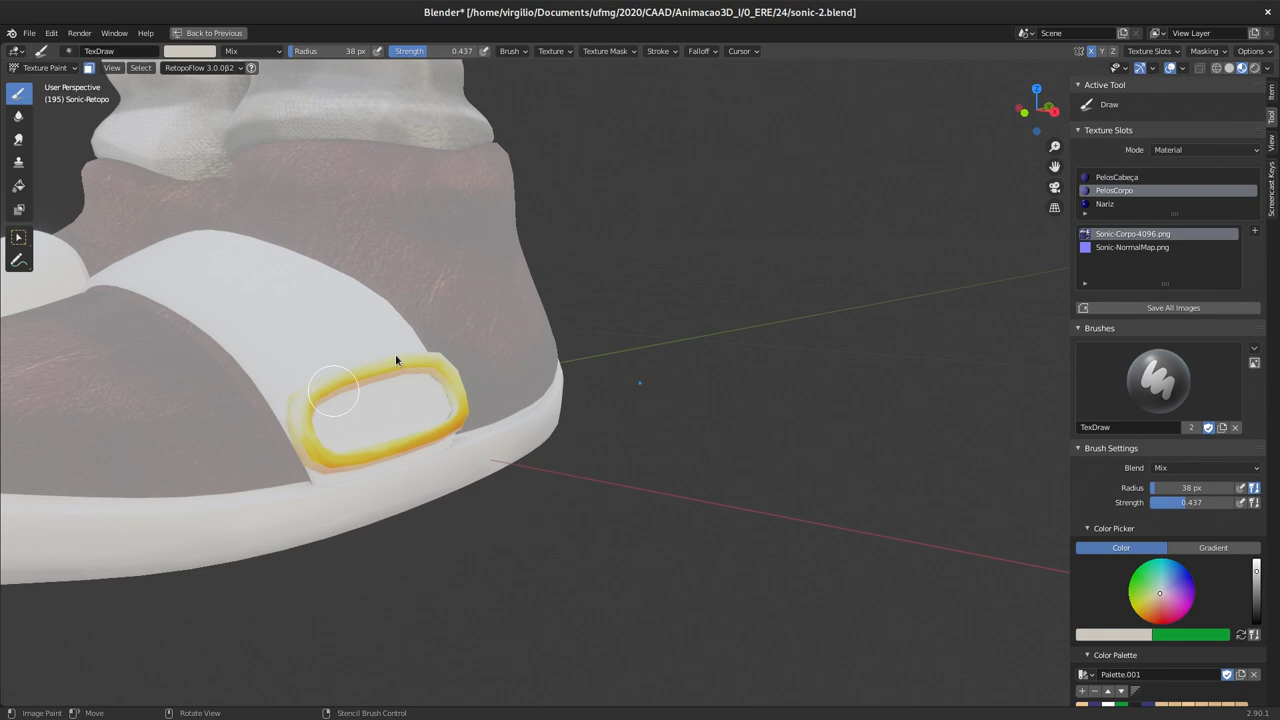 Blender* [/home/virgilio/Documents/ufmg/2020/CAAD/Animacao3D_I/0_ERE/24/sonic-2.blend]
File Edit Render Window Help Back to Previous Scene View Layer
TexDraw Mix Radius 38 px Strength 0.437 Brush Texture Texture Mask Stroke Falloff Cursor X Y Z Texture Slots Masking Options
Texture Paint View Select RetopoFlow 3.0.0β2
User Perspective
(195) Sonic-Retopo
Z
Item
Tool
View
Screencast Keys
Active Tool
Draw
Texture Slots
Mode Material
PelosCabeça
PelosCorpo
Nariz
Sonic-Corpo-4096.png
Sonic-NormalMap.png
Save All Images
Brushes
TexDraw 2
Brush Settings
Blend Mix
Radius 38 px
Strength 0.437
Color Picker
Color Gradient
Color Palette
Palette.001
Image Paint Move Rotate View Stencil Brush Control 2.90.1